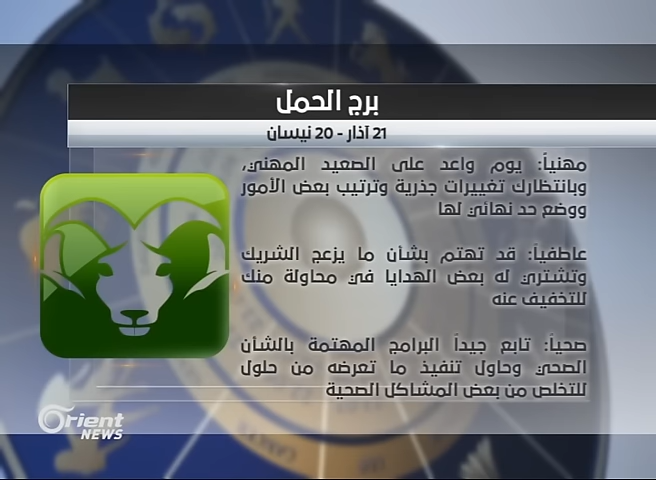 برج الحمل
21 آذار - 20 نيسان
مهنياً: يوم واعد على الصعيد المهني،
وبانتظارك تغييرات جذرية وترتيب بعض الأمور
ووضع حد نهائي لها
عاطفياً: قد تهتم بشأن ما يزعج الشريك
وتشتري له بعض الهدايا في محاولة منك
للتخفيف عنه
صحياً: تابع جيداً البرامج المهتمة بالشأن
الصحي وحاول تنفيذ ما تعرضه من حلول
للتخلص من بعض المشاكل الصحية
Orient
NEWS